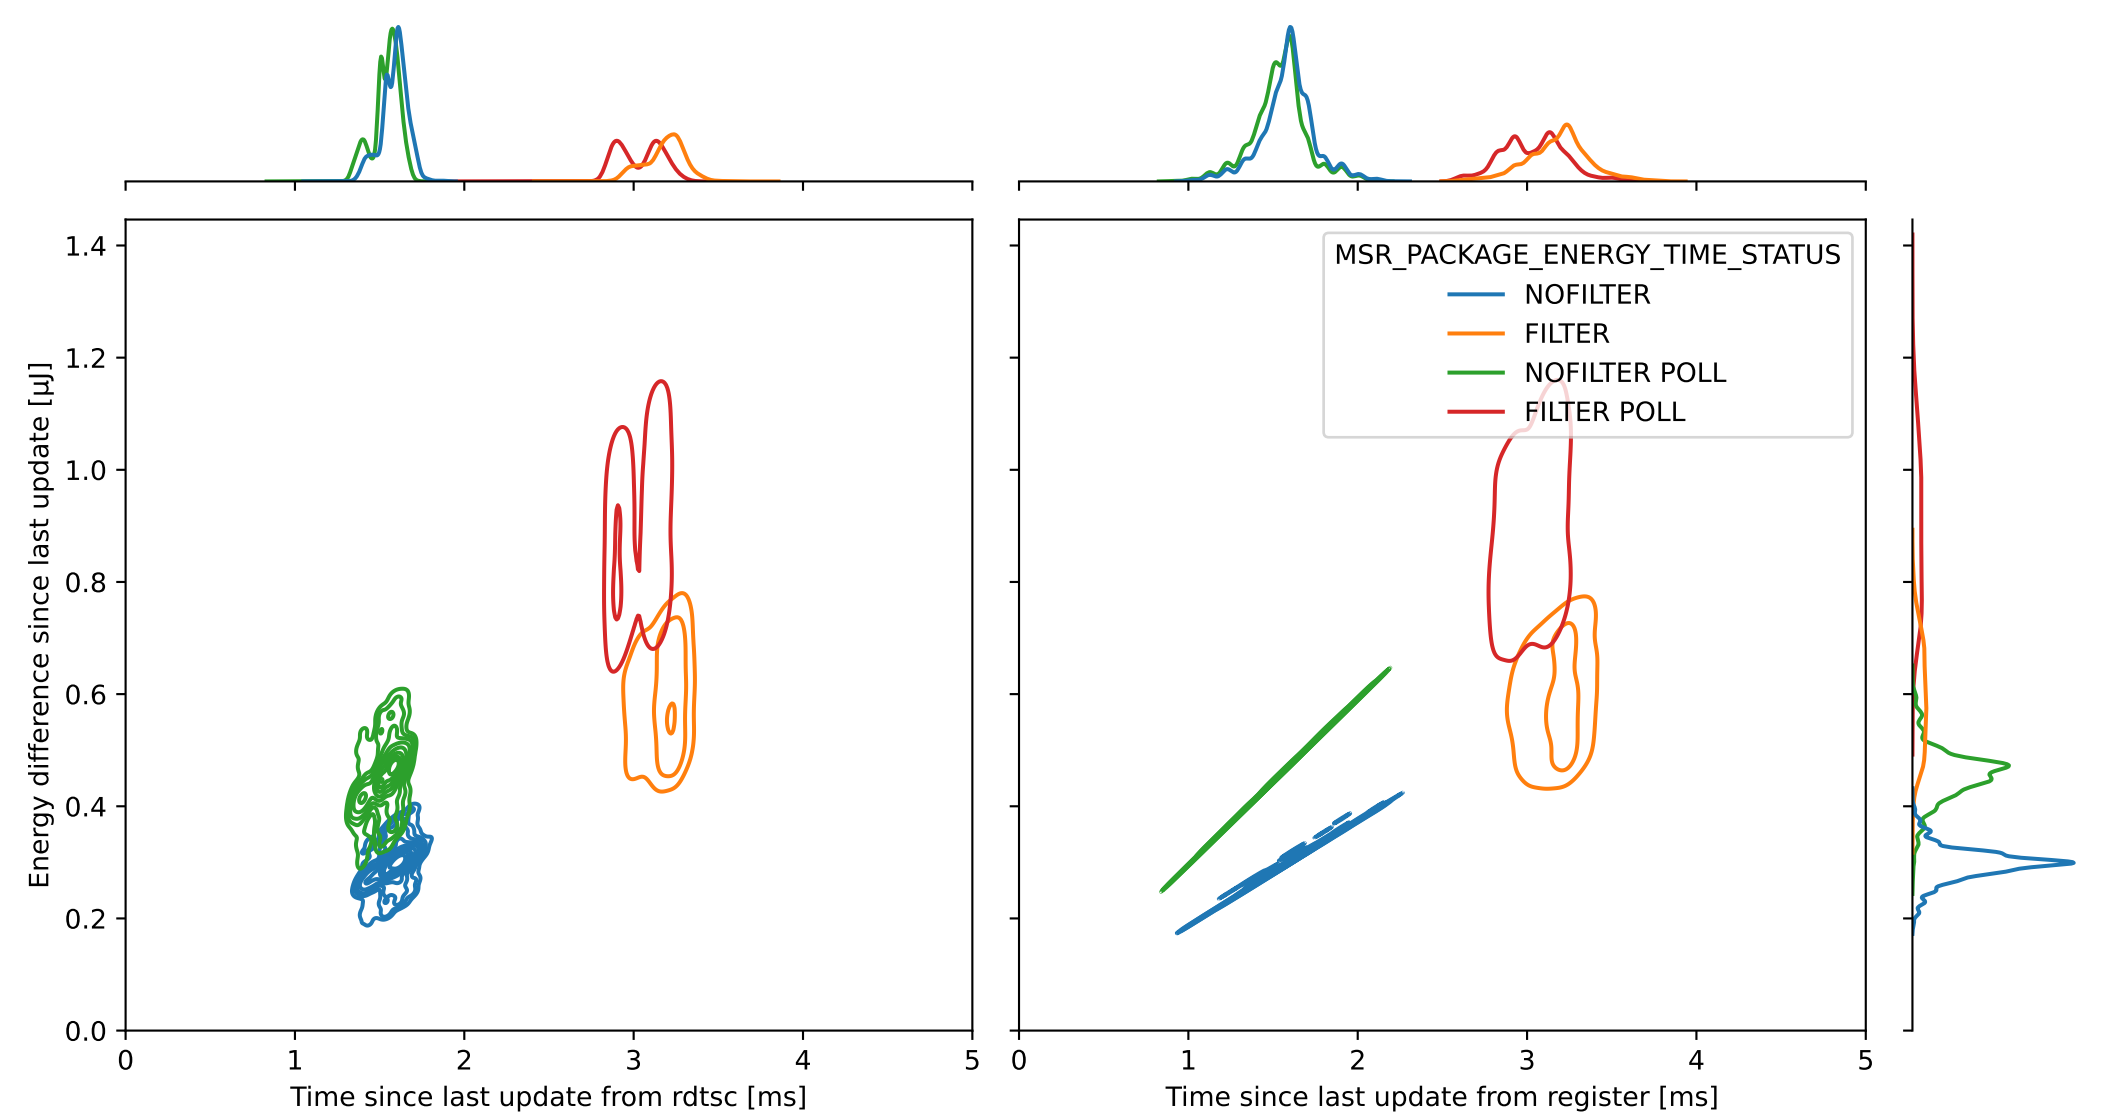 MSR_PACKAGE_ENERGY_TIME_STATUS
NOFILTER
FILTER
NOFILTER POLL
FILTER POLL
Energy difference since last update [µJ]
1.4
1.2
1.0
0.8
0.6
0.4
0.2
0.0
0 1 2 3 4 5
0 1 2 3 4 5
Time since last update from rdtsc [ms]
Time since last update from register [ms]